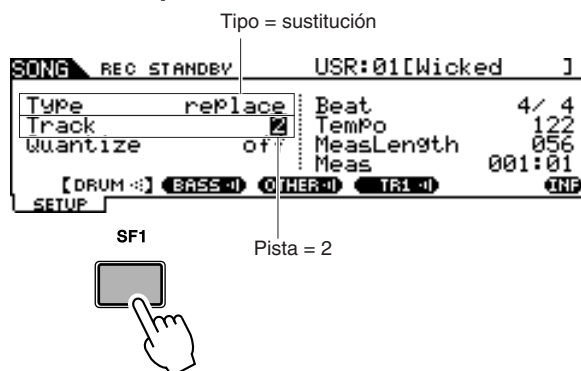 Tipo = sustitución
SONG REC STANDBY USR:01[Wicked ]
Type replace Beat 4/ 4
Track 2 Tempo 122
Quantize off MeasLength 056
Meas 001:01
[DRUM] BASS OTHER TR1 INF
SETUP
SF1
Pista = 2